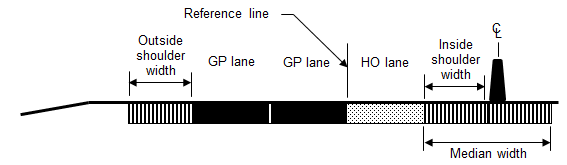 Reference line
Outside
shoulder
width
GP lane
GP lane
HO lane
Inside
shoulder
width
℄
Median width